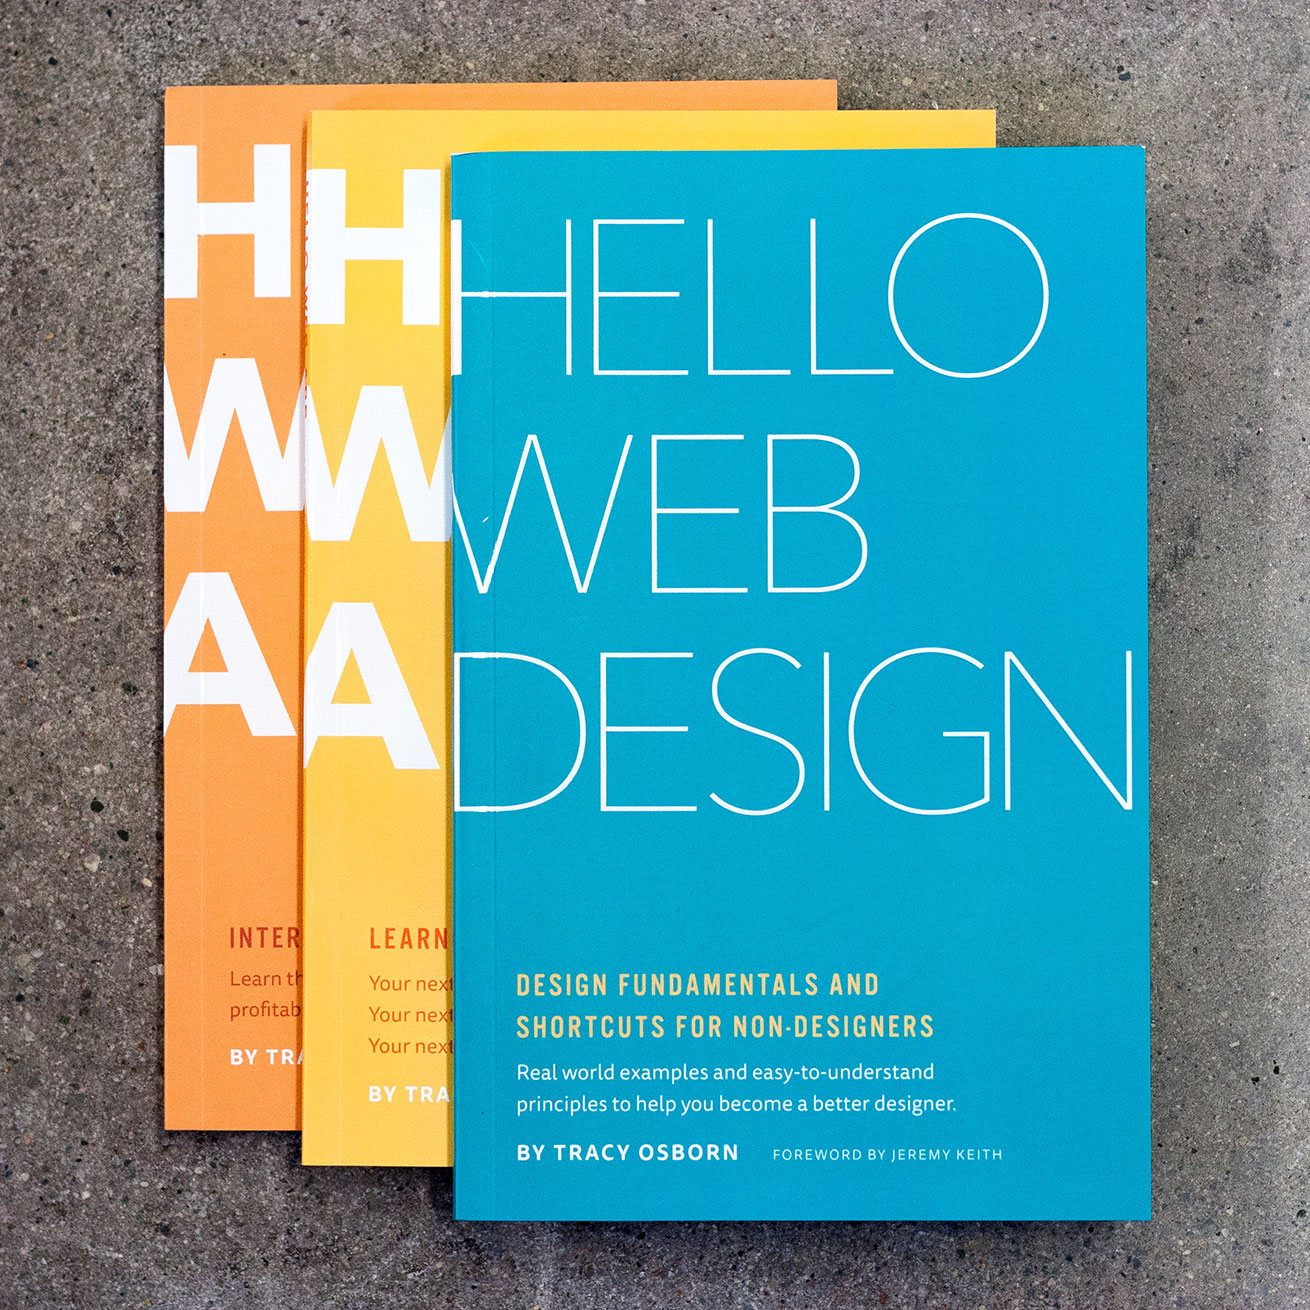 H
W
A
INTER
Learn th
profitab
BY TRA
H
W
A
LEARN
Your next
Your next
Your next
BY TRA
HELLO
WEB
DESIGN
DESIGN FUNDAMENTALS AND
SHORTCUTS FOR NON-DESIGNERS
Real world examples and easy-to-understand
principles to help you become a better designer.
BY TRACY OSBORN FOREWORD BY JEREMY KEITH